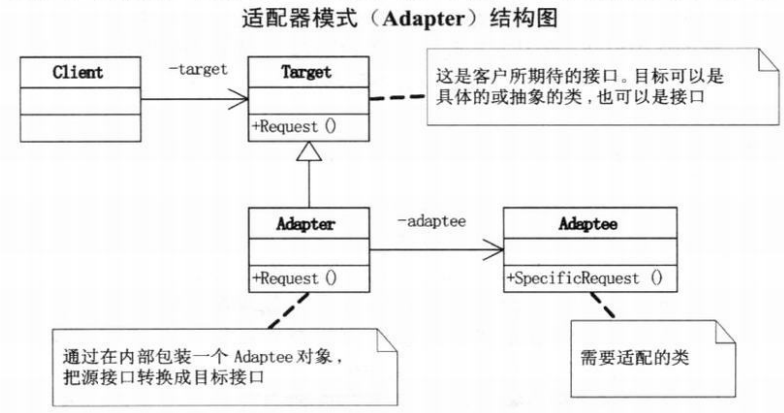 适配器模式（Adapter）结构图
Client
-target
Target
+Request()
这是客户所期待的接口。目标可以是
具体的或抽象的类，也可以是接口
Adapter
+Request()
-adaptee
Adaptee
+SpecificRequest ()
通过在内部包装一个 Adaptee 对象，
把源接口转换成目标接口
需要适配的类